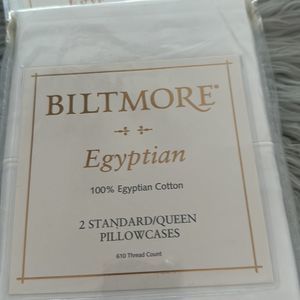 BILTMORE®
Egyptian
100% Egyptian Cotton
2 STANDARD/QUEEN
PILLOWCASES
610 Thread Count